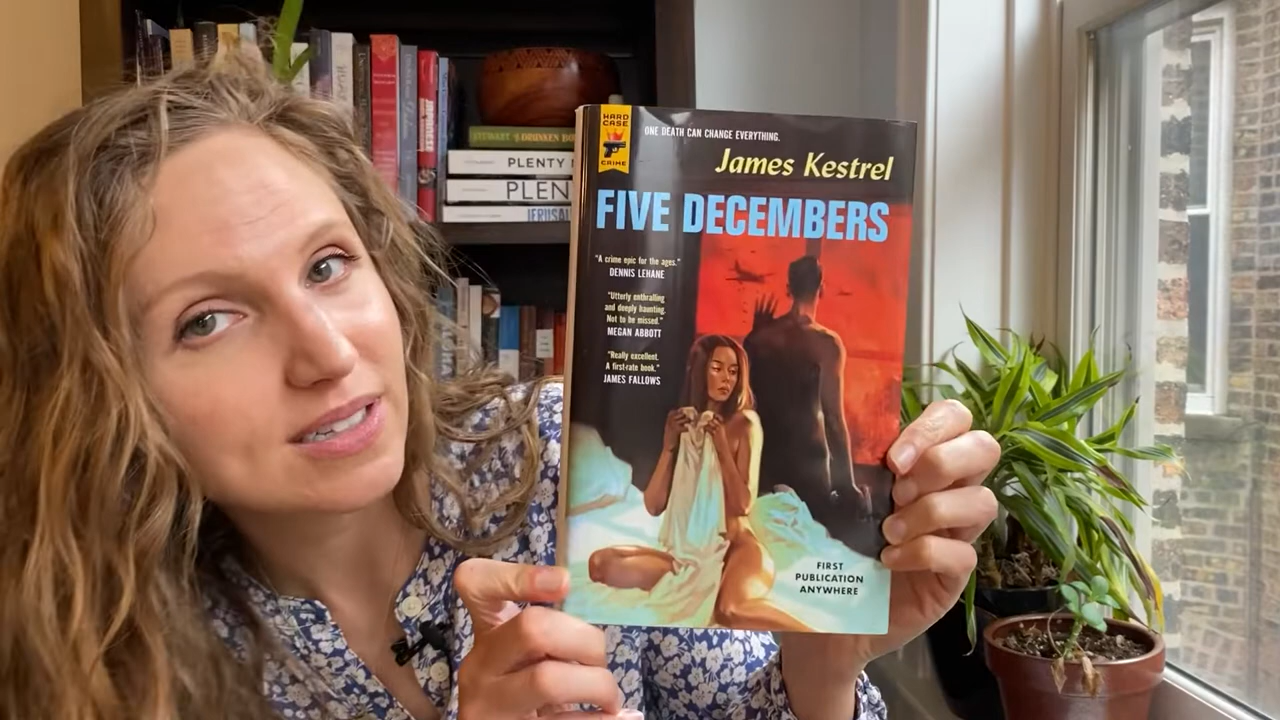 HARD
CASE
CRIME
ONE DEATH CAN CHANGE EVERYTHING.
James Kestrel
FIVE DECEMBERS
"A crime epic for the ages."
DENNIS LEHANE
"Utterly enthralling
and deeply haunting.
Not to be missed."
MEGAN ABBOTT
"Really excellent.
A first-rate book."
JAMES FALLOWS
FIRST
PUBLICATION
ANYWHERE
PLENTY
PLEN
JERUSAL